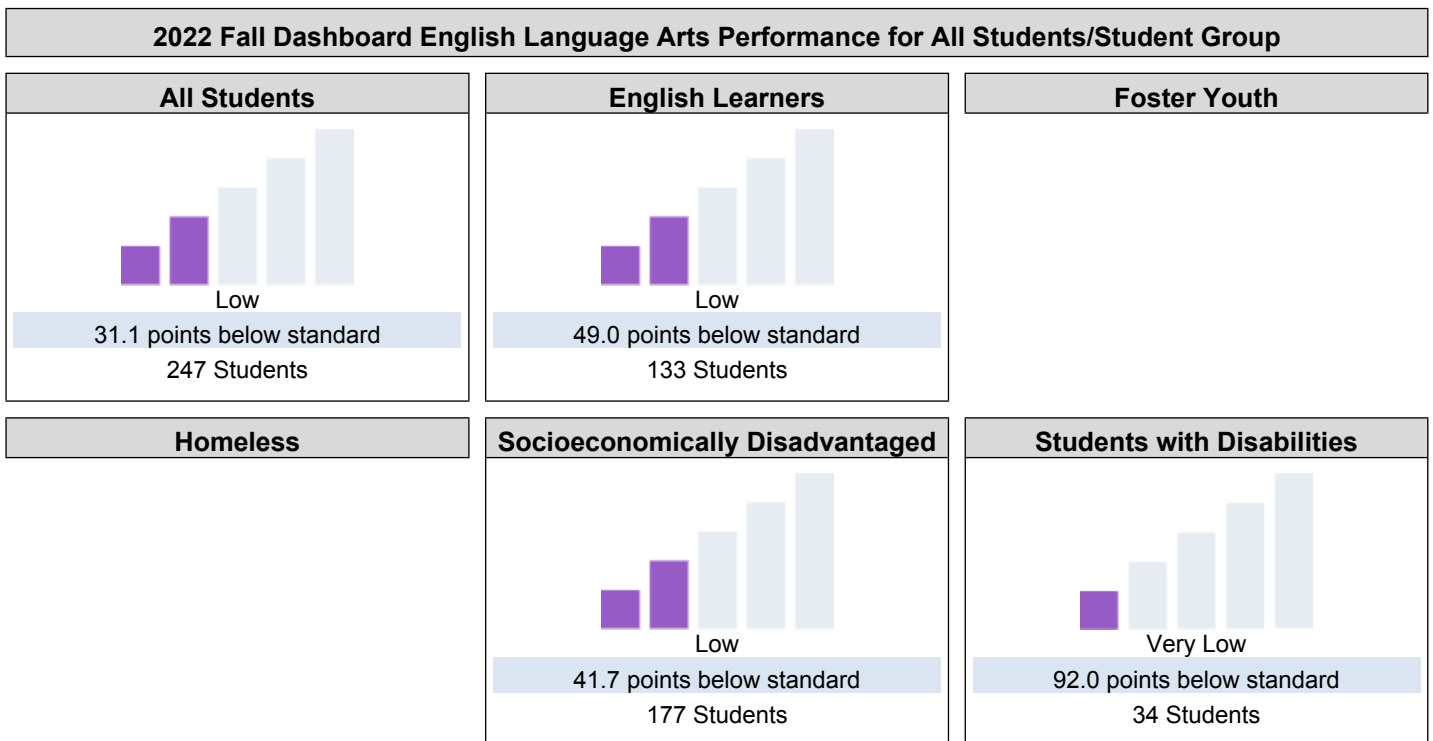 2022 Fall Dashboard English Language Arts Performance for All Students/Student Group
All Students
Low
31.1 points below standard
247 Students
English Learners
Low
49.0 points below standard
133 Students
Foster Youth
Homeless
Socioeconomically Disadvantaged
Low
41.7 points below standard
177 Students
Students with Disabilities
Very Low
92.0 points below standard
34 Students